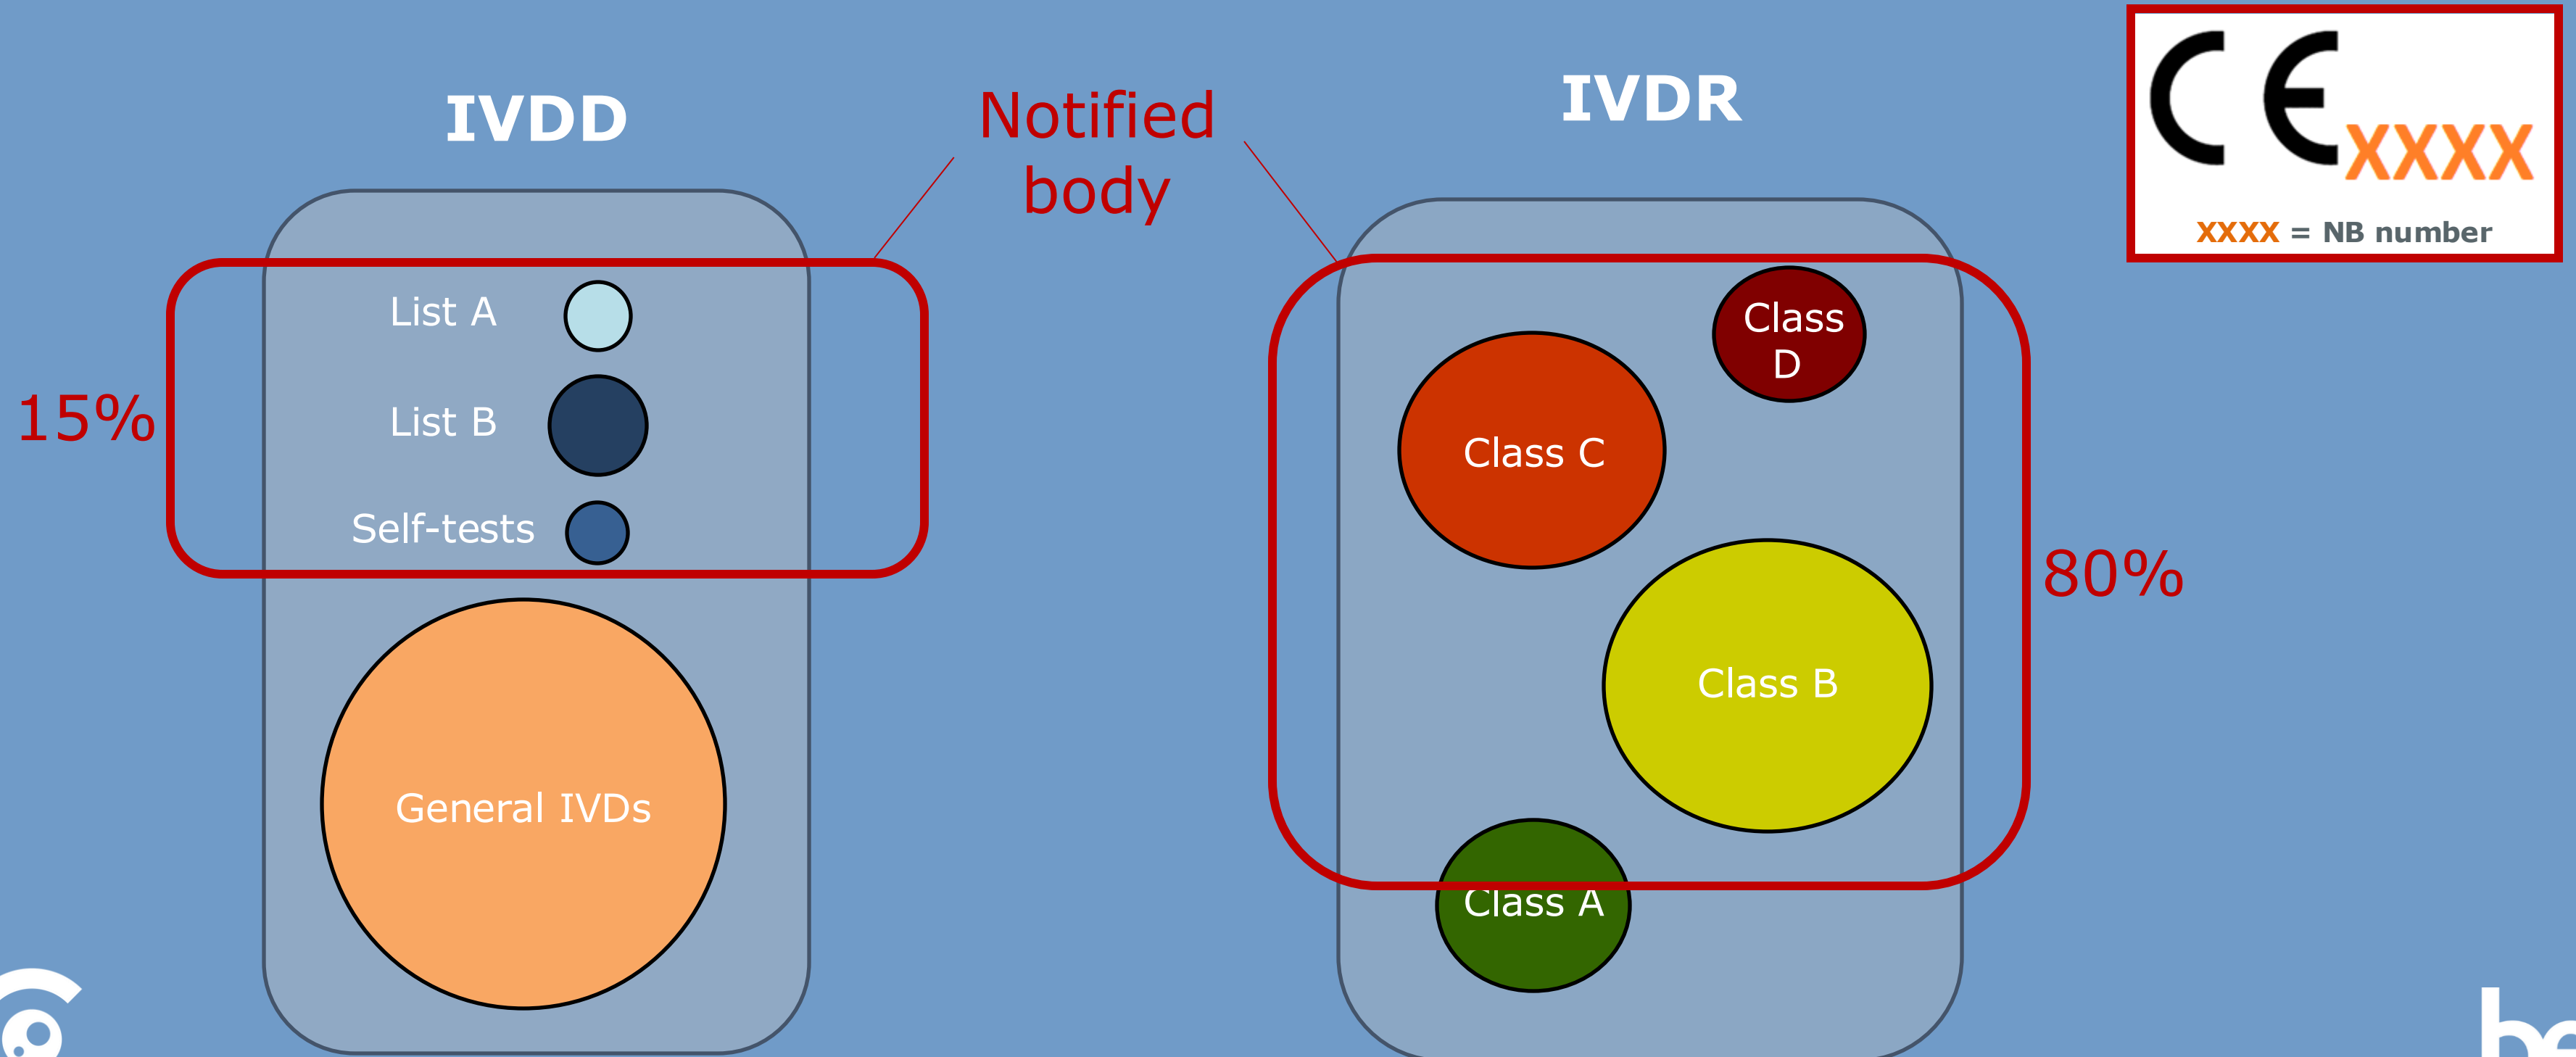 IVDD
Notified
body
IVDR
CE XXXX
XXXX = NB number
List A
List B
Self-tests
15%
General IVDs
Class
D
Class C
Class B
80%
Class A